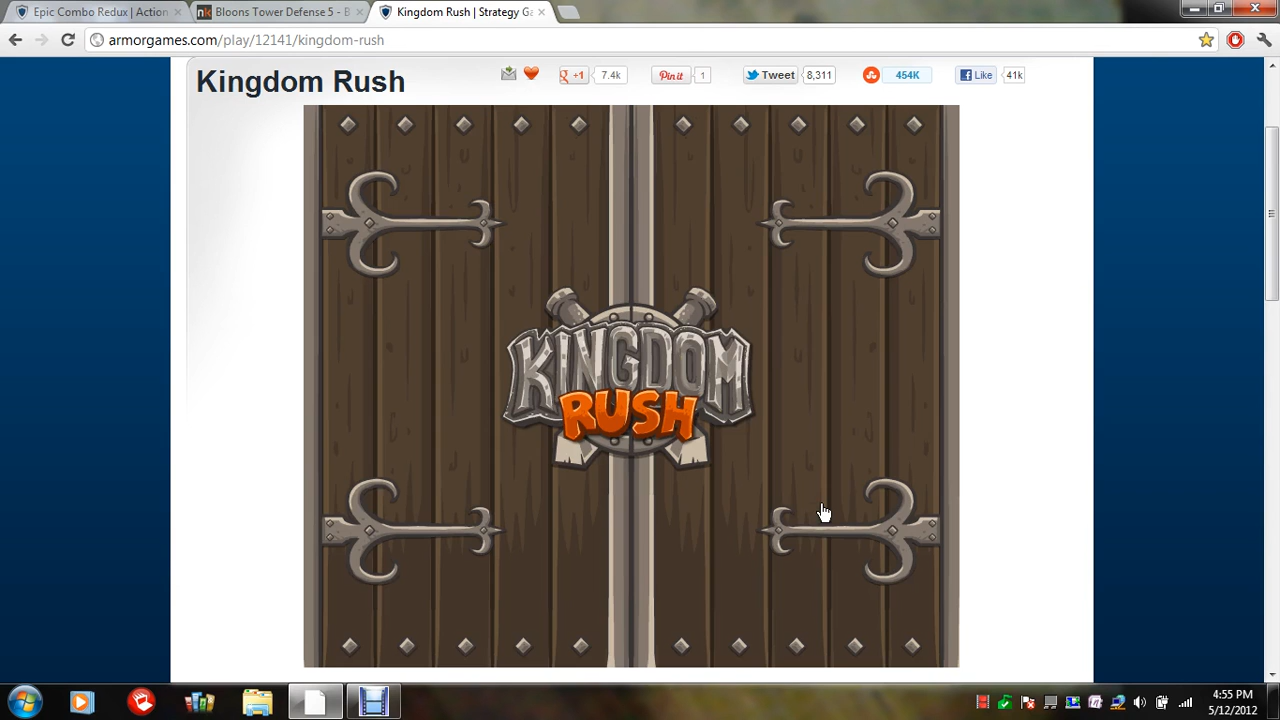 Epic Combo Redux | Action
Bloons Tower Defense 5 - B
Kingdom Rush | Strategy Ga
armorgames.com/play/12141/kingdom-rush
Kingdom Rush
g +1 7.4k
Pin it 1
Tweet 8,311
454K
f Like 41k
KINGDOM
RUSH
4:55 PM
5/12/2012